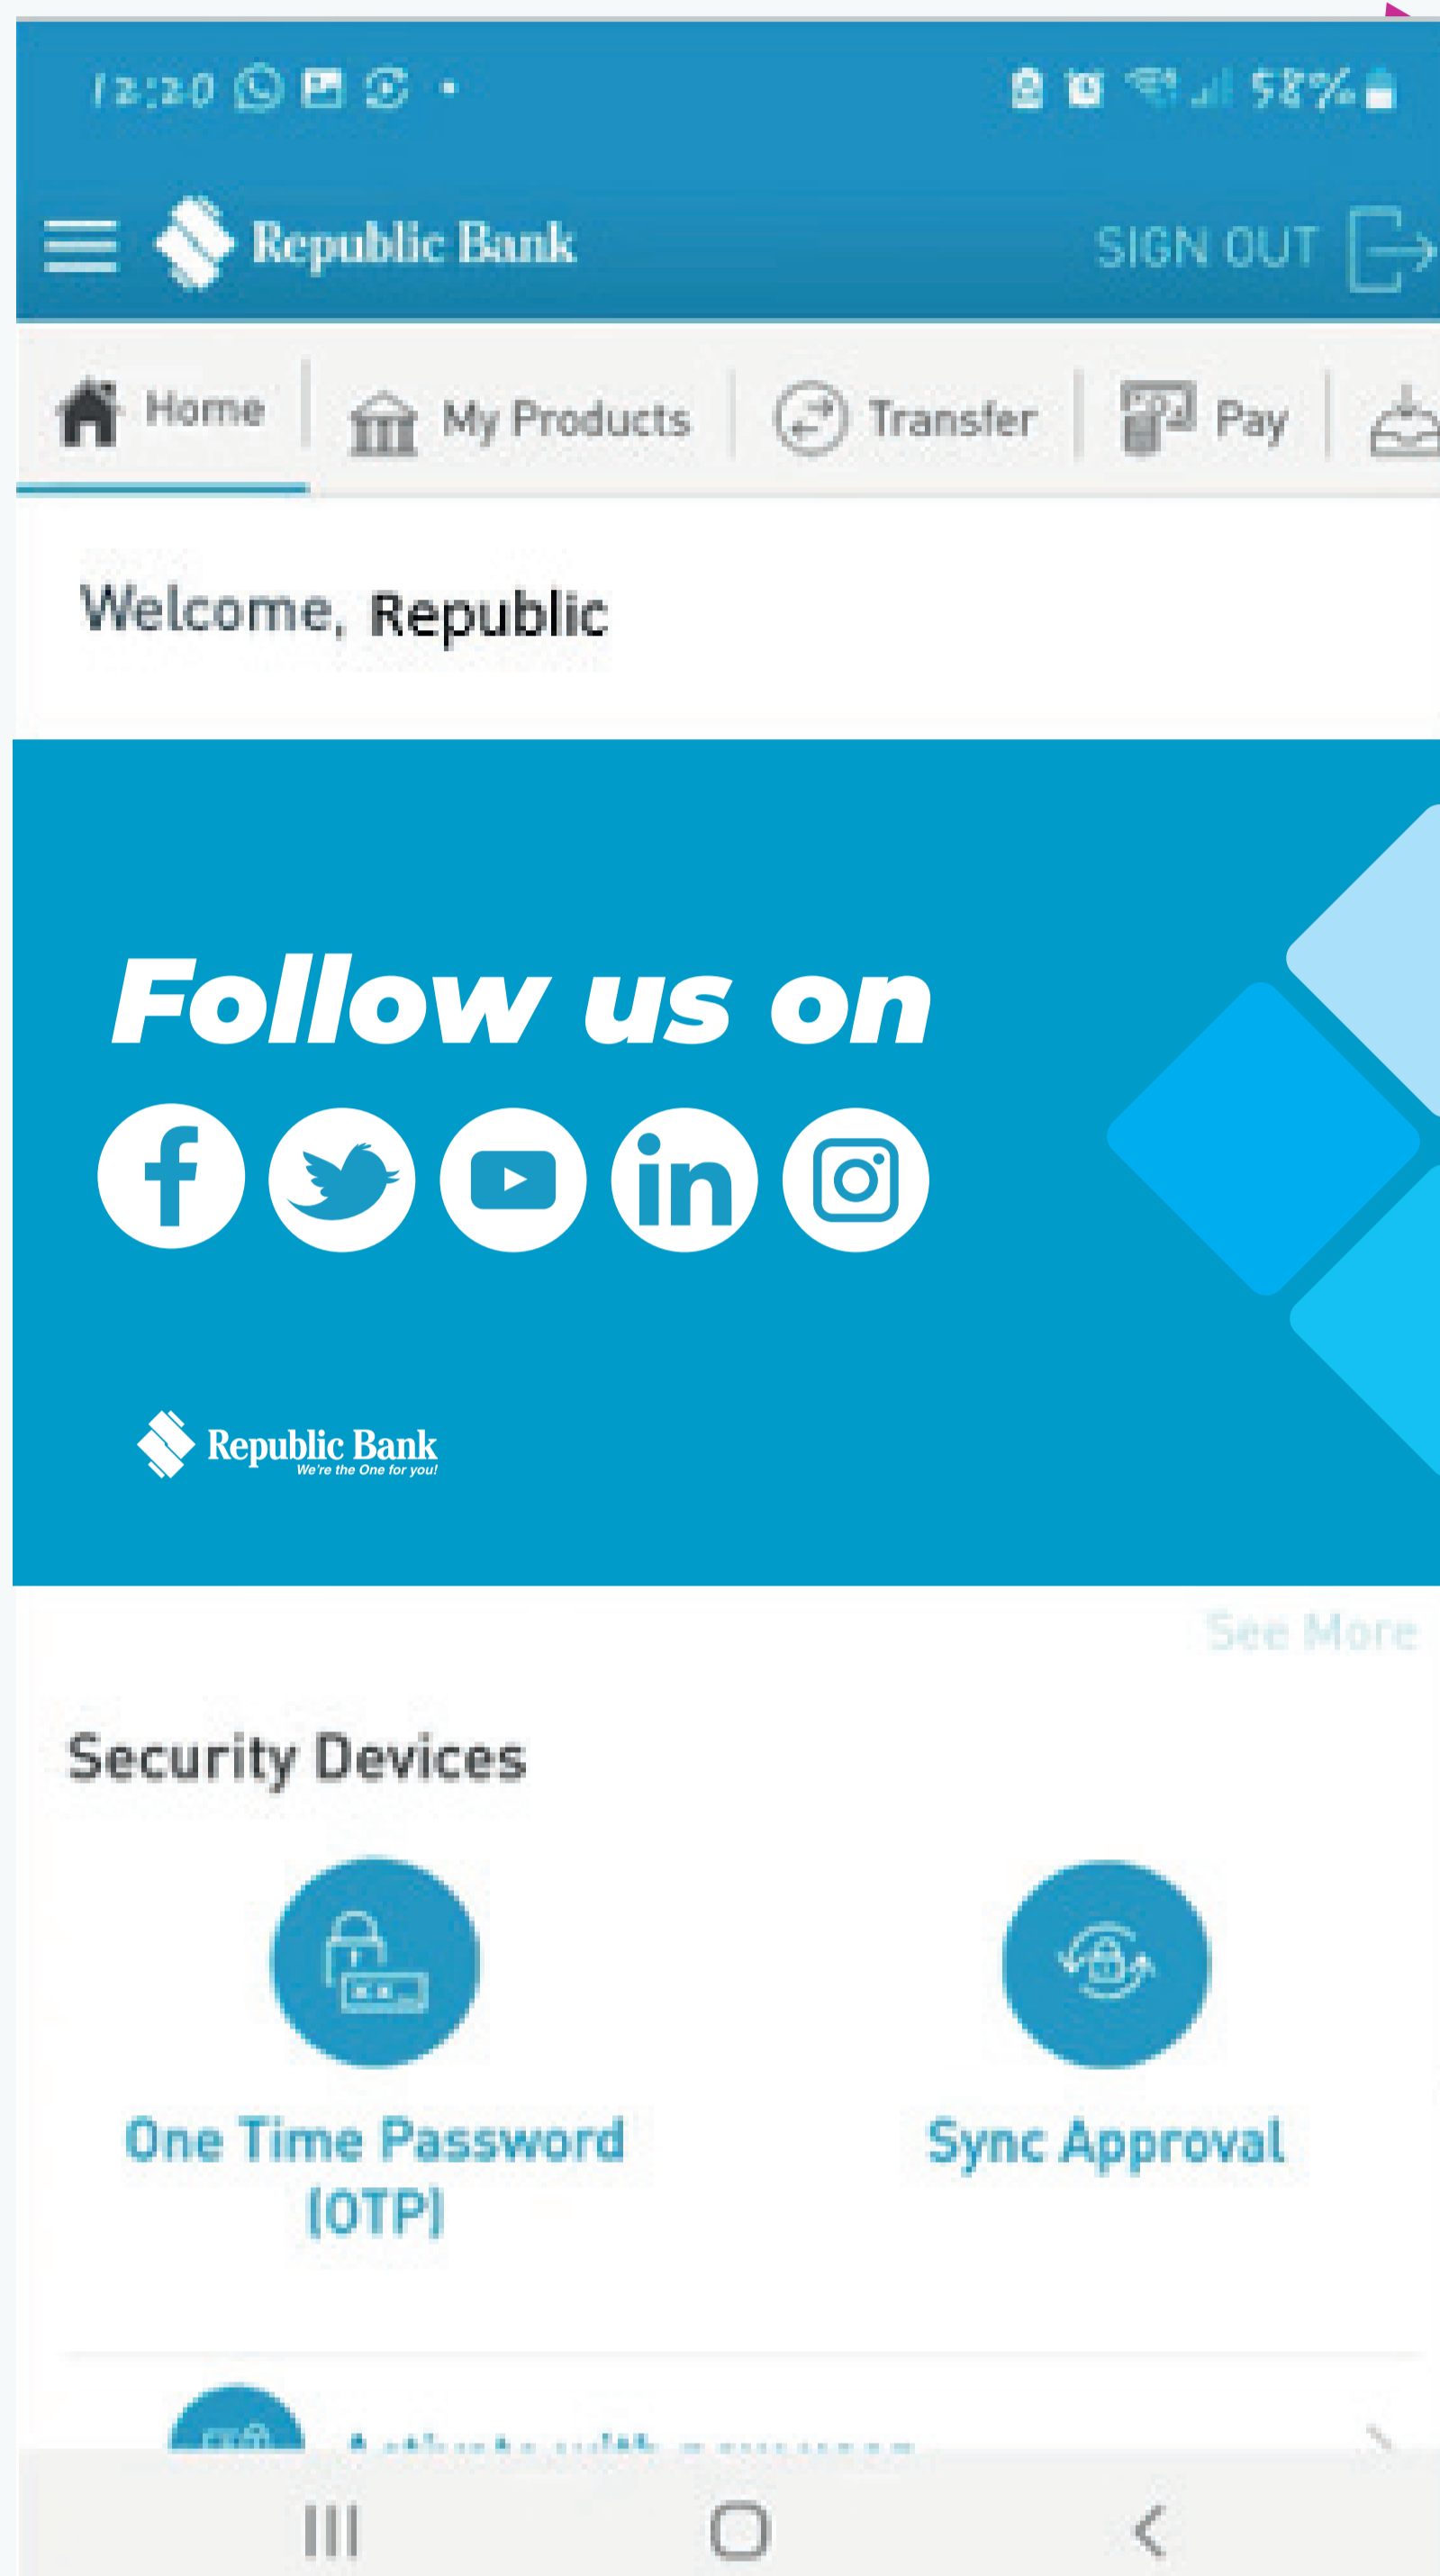 12:20 58%
Republic Bank SIGN OUT
Home My Products Transfer Pay
Welcome, Republic
Follow us on
Republic Bank
We're the One for you!
See More
Security Devices
One Time Password
(OTP)
Sync Approval